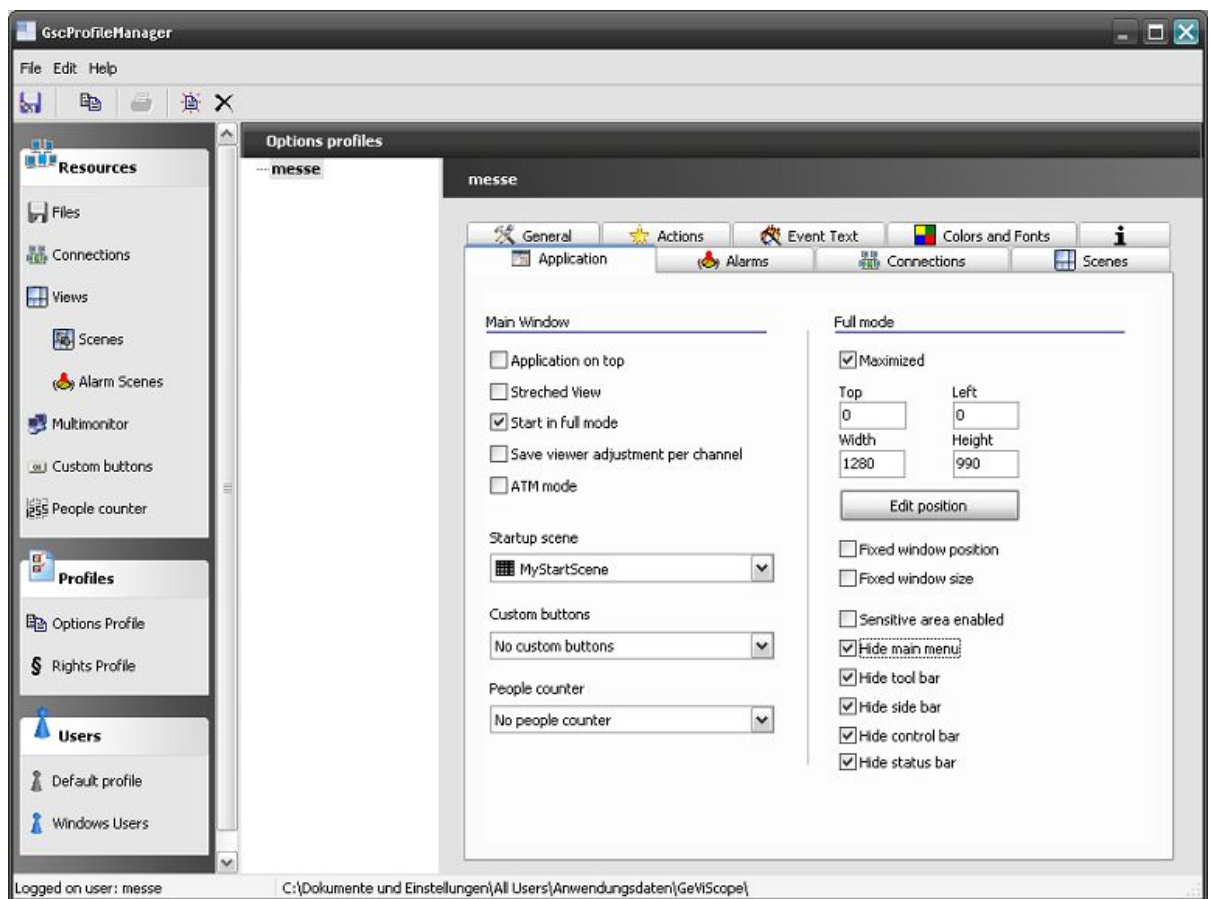 GscProfileManager
File Edit Help
Resources
Files
Connections
Views
Scenes
Alarm Scenes
Multimonitor
Custom buttons
People counter
Profiles
Options Profile
§ Rights Profile
Users
Default profile
Windows Users
Options profiles
messe
messe
General Actions Event Text Colors and Fonts i
Application Alarms Connections Scenes
Main Window
Application on top
Streched View
Start in full mode
Save viewer adjustment per channel
ATM mode
Startup scene
MyStartScene
Custom buttons
No custom buttons
People counter
No people counter
Full mode
Maximized
Top Left
0 0
Width Height
1280 990
Edit position
Fixed window position
Fixed window size
Sensitive area enabled
Hide main menu
Hide tool bar
Hide side bar
Hide control bar
Hide status bar
Logged on user: messe C:\Dokumente und Einstellungen\All Users\Anwendungsdaten\GeViScope\